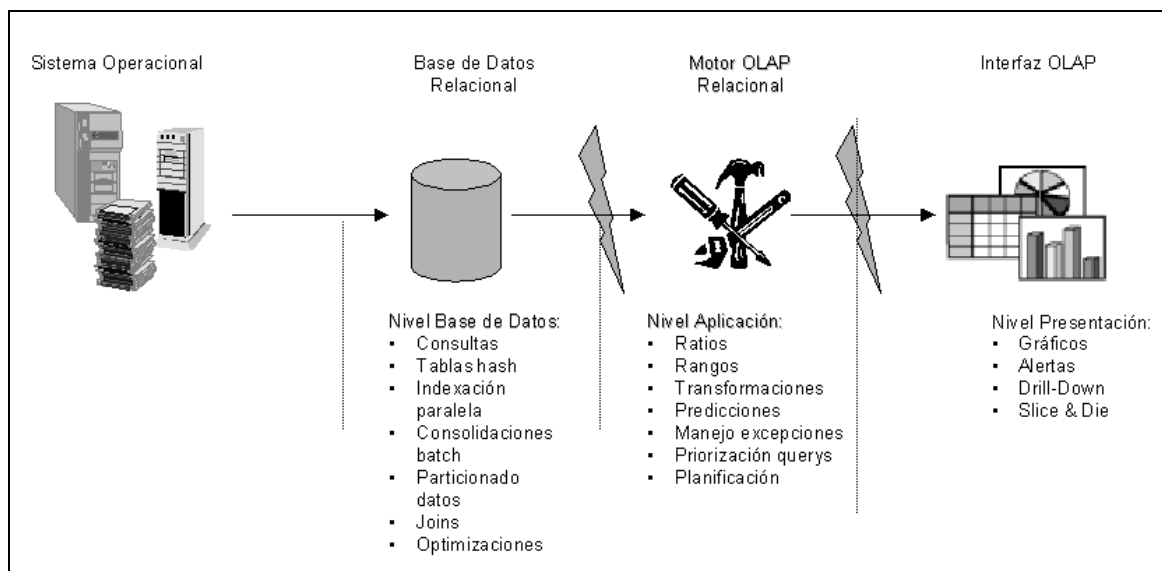 Sistema Operacional
Base de Datos
Relacional
Motor OLAP
Relacional
Interfaz OLAP
Nivel Base de Datos:
▪ Consultas
▪ Tablas hash
▪ Indexación
paralela
▪ Consolidaciones
batch
▪ Particionado
datos
▪ Joins
▪ Optimizaciones
Nivel Aplicación:
▪ Ratios
▪ Rangos
▪ Transformaciones
▪ Predicciones
▪ Manejo excepciones
▪ Priorización querys
▪ Planificación
Nivel Presentación:
▪ Gráficos
▪ Alertas
▪ Drill-Down
▪ Slice & Die